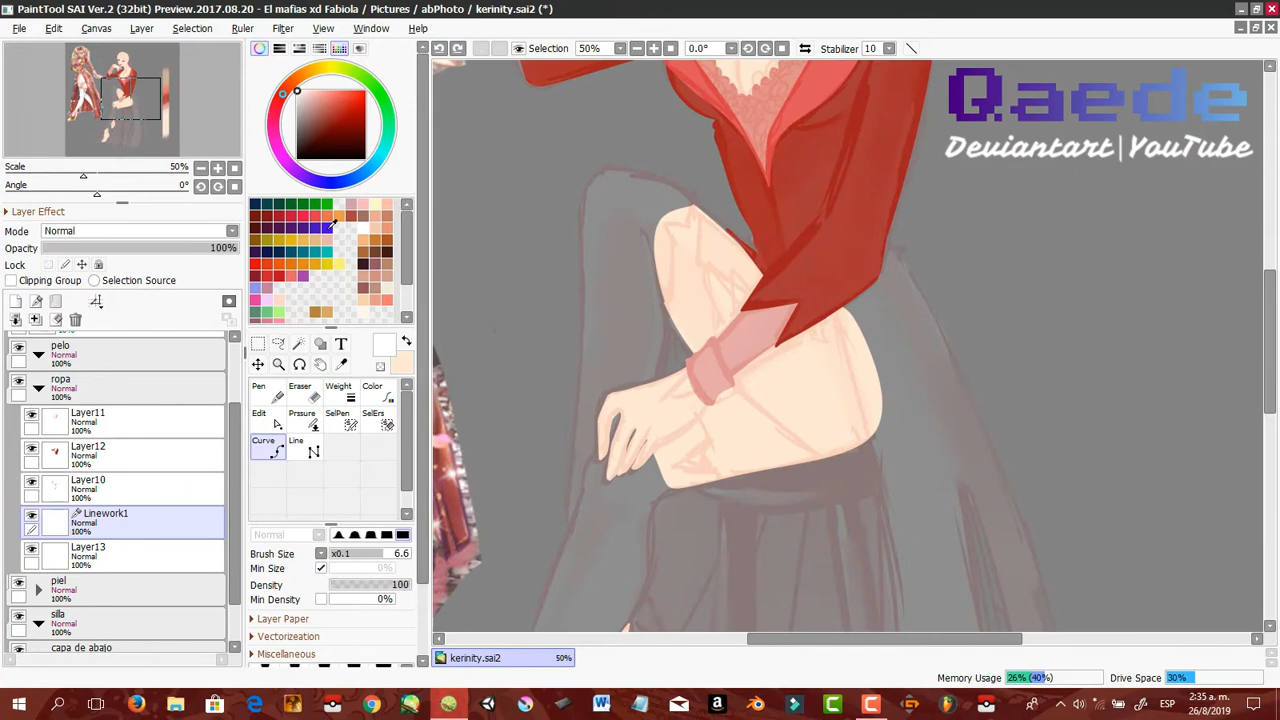 PaintTool SAI Ver.2 (32bit) Preview.2017.08.20 - El mafias xd Fabiola / Pictures / abPhoto / kerinity.sai2 (*)
File Edit Canvas Layer Selection Ruler Filter View Window Help
Selection 50% 0.0° Stabilizer 10
Qaede
Deviantart | YouTube
Scale 50%
Angle 0°
Layer Effect
Mode Normal
Opacity 100%
Lock
Clipping Group Selection Source
pelo
Normal
100%
ropa
Normal
100%
Layer11
Normal
100%
Layer12
Normal
100%
Layer10
Normal
100%
Linework1
Normal
100%
Layer13
Normal
100%
piel
Normal
100%
silla
Normal
100%
capa de abajo
T
Pen Eraser Weight Color
Edit Prssure SelPen SelErs
Curve Line
Normal
Brush Size x0.1 6.6
Min Size 0%
Density 100
Min Density 0%
Layer Paper
Vectorizeation
Miscellaneous
kerinity.sai2 50%
Memory Usage 26% (40%) Drive Space 30%
ESP 2:35 a. m.
26/8/2019